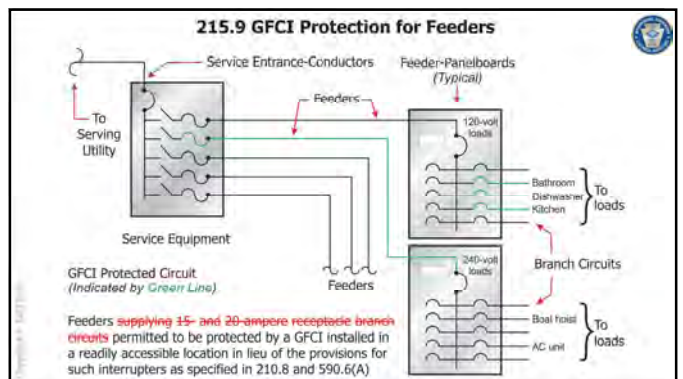 215.9 GFCI Protection for Feeders
Service Entrance-Conductors
Feeder-Panelboards
(Typical)
Feeders
To
Serving
Utility
120-volt
loads
Bathroom
Dishwasher
Kitchen
To
loads
Service Equipment
Branch Circuits
240-volt
loads
GFCI Protected Circuit
(Indicated by Green Line)
Feeders
Boat hoist
AC unit
To
loads
Feeders supplying 15- and 20-ampere receptacle branch
circuits permitted to be protected by a GFCI installed in
a readily accessible location in lieu of the provisions for
such interrupters as specified in 210.8 and 590.6(A)